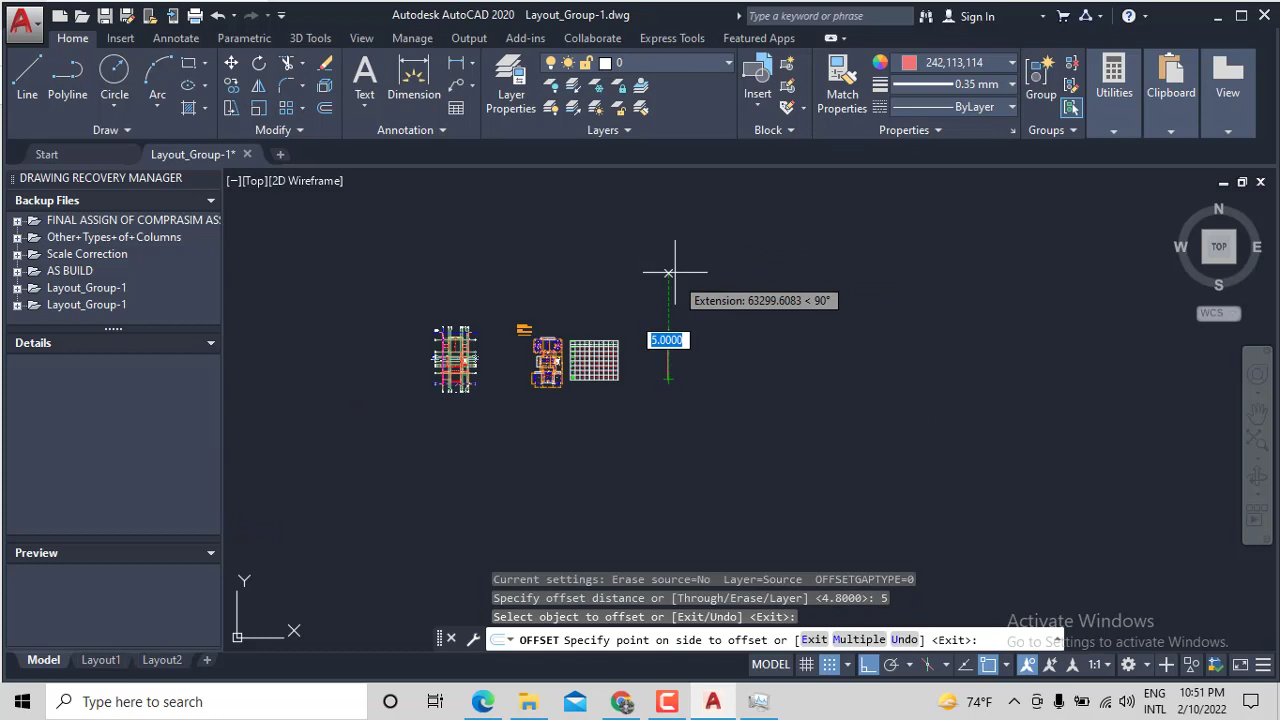 Autodesk AutoCAD 2020 Layout_Group-1.dwg
Type a keyword or phrase
Sign In
Home Insert Annotate Parametric 3D Tools View Manage Output Add-ins Collaborate Express Tools Featured Apps
Line Polyline Circle Arc
Text Dimension
Layer Properties
0
Insert
Match Properties
242,113,114
0.35 mm
ByLayer
Group
Utilities
Clipboard
View
Draw Modify Annotation Layers Block Properties Groups
Start Layout_Group-1*
DRAWING RECOVERY MANAGER
Backup Files
FINAL ASSIGN OF COMPRASIM AS
Other+Types+of+Columns
Scale Correction
AS BUILD
Layout_Group-1
Layout_Group-1
Details
Preview
[−][Top][2D Wireframe]
N
W TOP E
S
WCS
Extension: 63299.6083 < 90°
5.0000
Y
X
Current settings: Erase source=No Layer=Source OFFSETGAPTYPE=0
Specify offset distance or [Through/Erase/Layer] <4.8000>: 5
Select object to offset or [Exit/Undo] <Exit>:
OFFSET Specify point on side to offset or [Exit Multiple Undo] <Exit>:
Activate Windows
Go to Settings to activate Windows.
Model Layout1 Layout2
MODEL
1:1
Type here to search
74°F
ENG
INTL
10:51 PM
2/10/2022